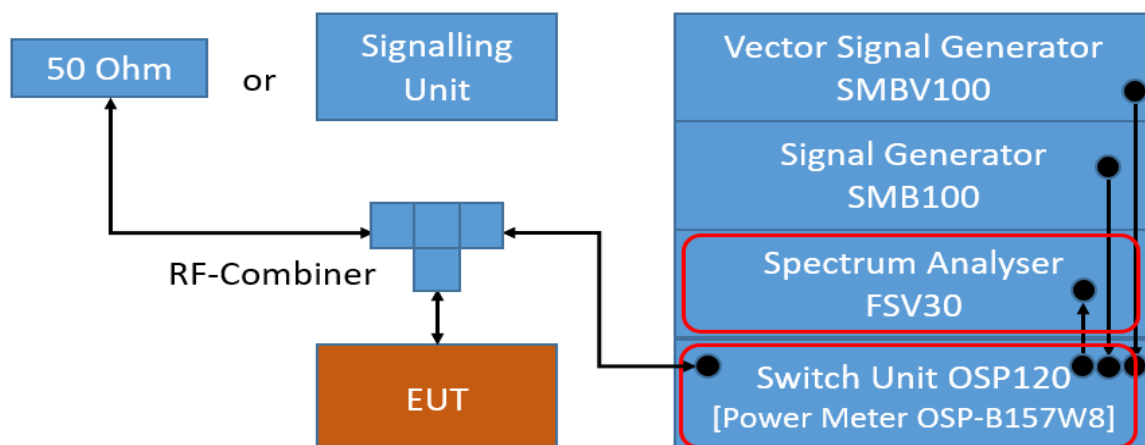 50 Ohm
or
Signalling
Unit
RF-Combiner
EUT
Vector Signal Generator
SMBV100
Signal Generator
SMB100
Spectrum Analyser
FSV30
Switch Unit OSP120
[Power Meter OSP-B157W8]